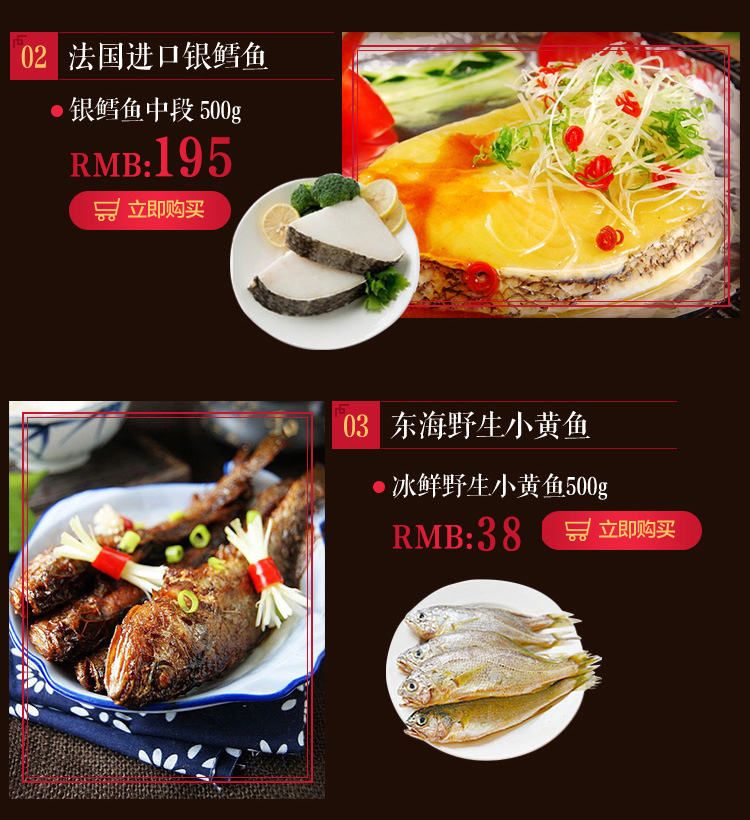 02 法国进口银鳕鱼
银鳕鱼中段 500g
RMB:195
立即购买
03 东海野生小黄鱼
冰鲜野生小黄鱼500g
RMB:38 立即购买